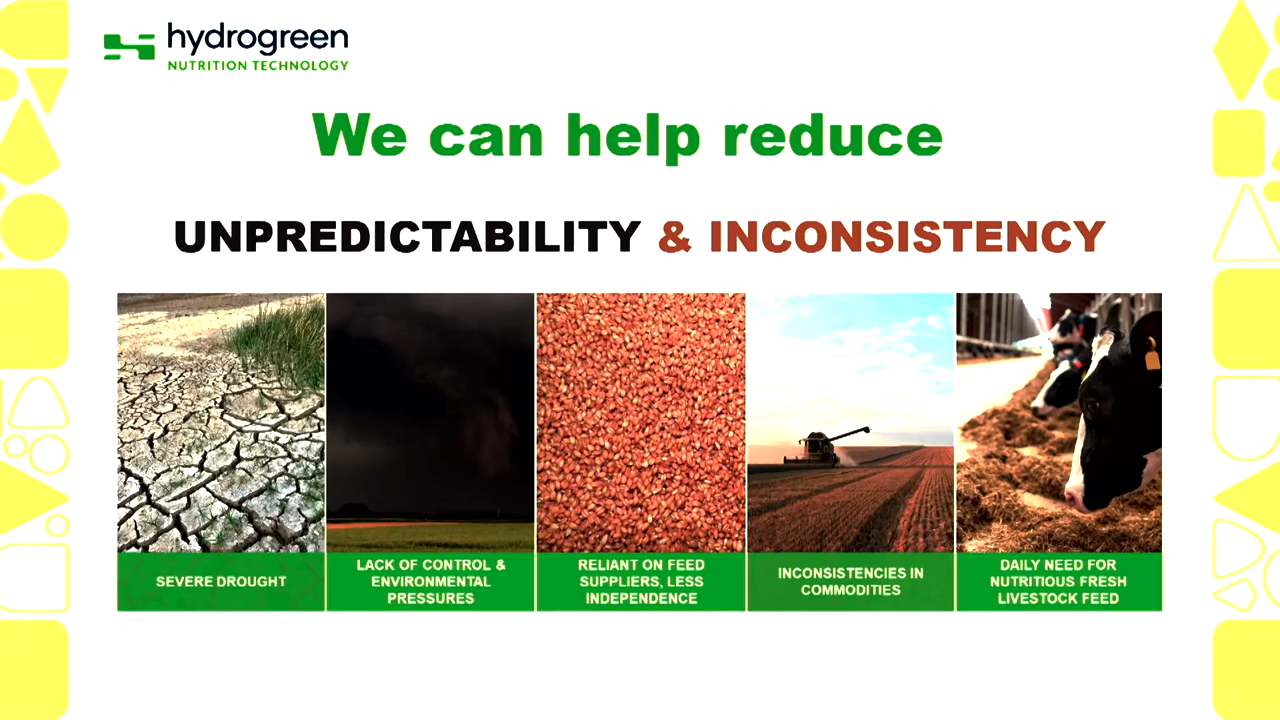 hydrogreen
NUTRITION TECHNOLOGY
We can help reduce
UNPREDICTABILITY & INCONSISTENCY
SEVERE DROUGHT
LACK OF CONTROL &
ENVIRONMENTAL
PRESSURES
RELIANT ON FEED
SUPPLIERS, LESS
INDEPENDENCE
INCONSISTENCIES IN
COMMODITIES
DAILY NEED FOR
NUTRITIOUS FRESH
LIVESTOCK FEED